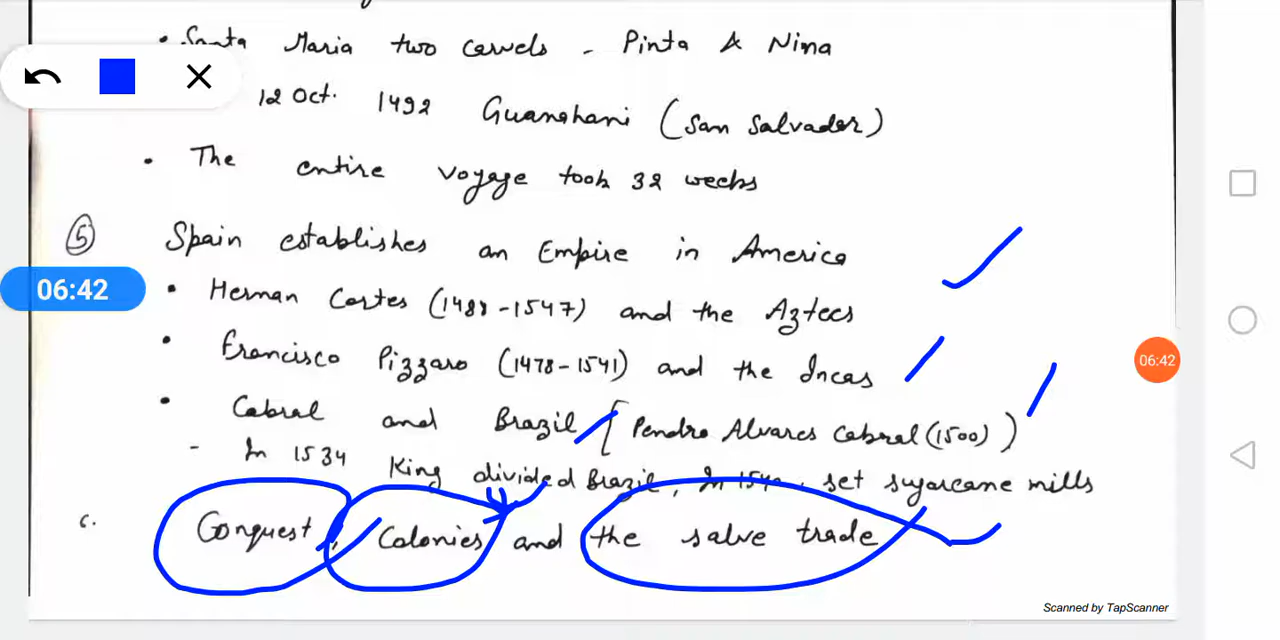 • Santa Maria two carvels - Pinta & Nina
12 Oct. 1492 Guanahani (San Salvador)
• The entire voyage took 32 weeks
⑤ Spain establishes an Empire in America
06:42
• Hernan Cortes (1488-1547) and the Aztecs
• Francisco Pizzaro (1478-1541) and the Incas
06:42
• Cabral and Brazil [Pendro Alvares Cabral (1500))
- In 1534 King divided Brazil, In set sugarcane mills
c. Conquest, Colonies and the salve trade
Scanned by TapScanner